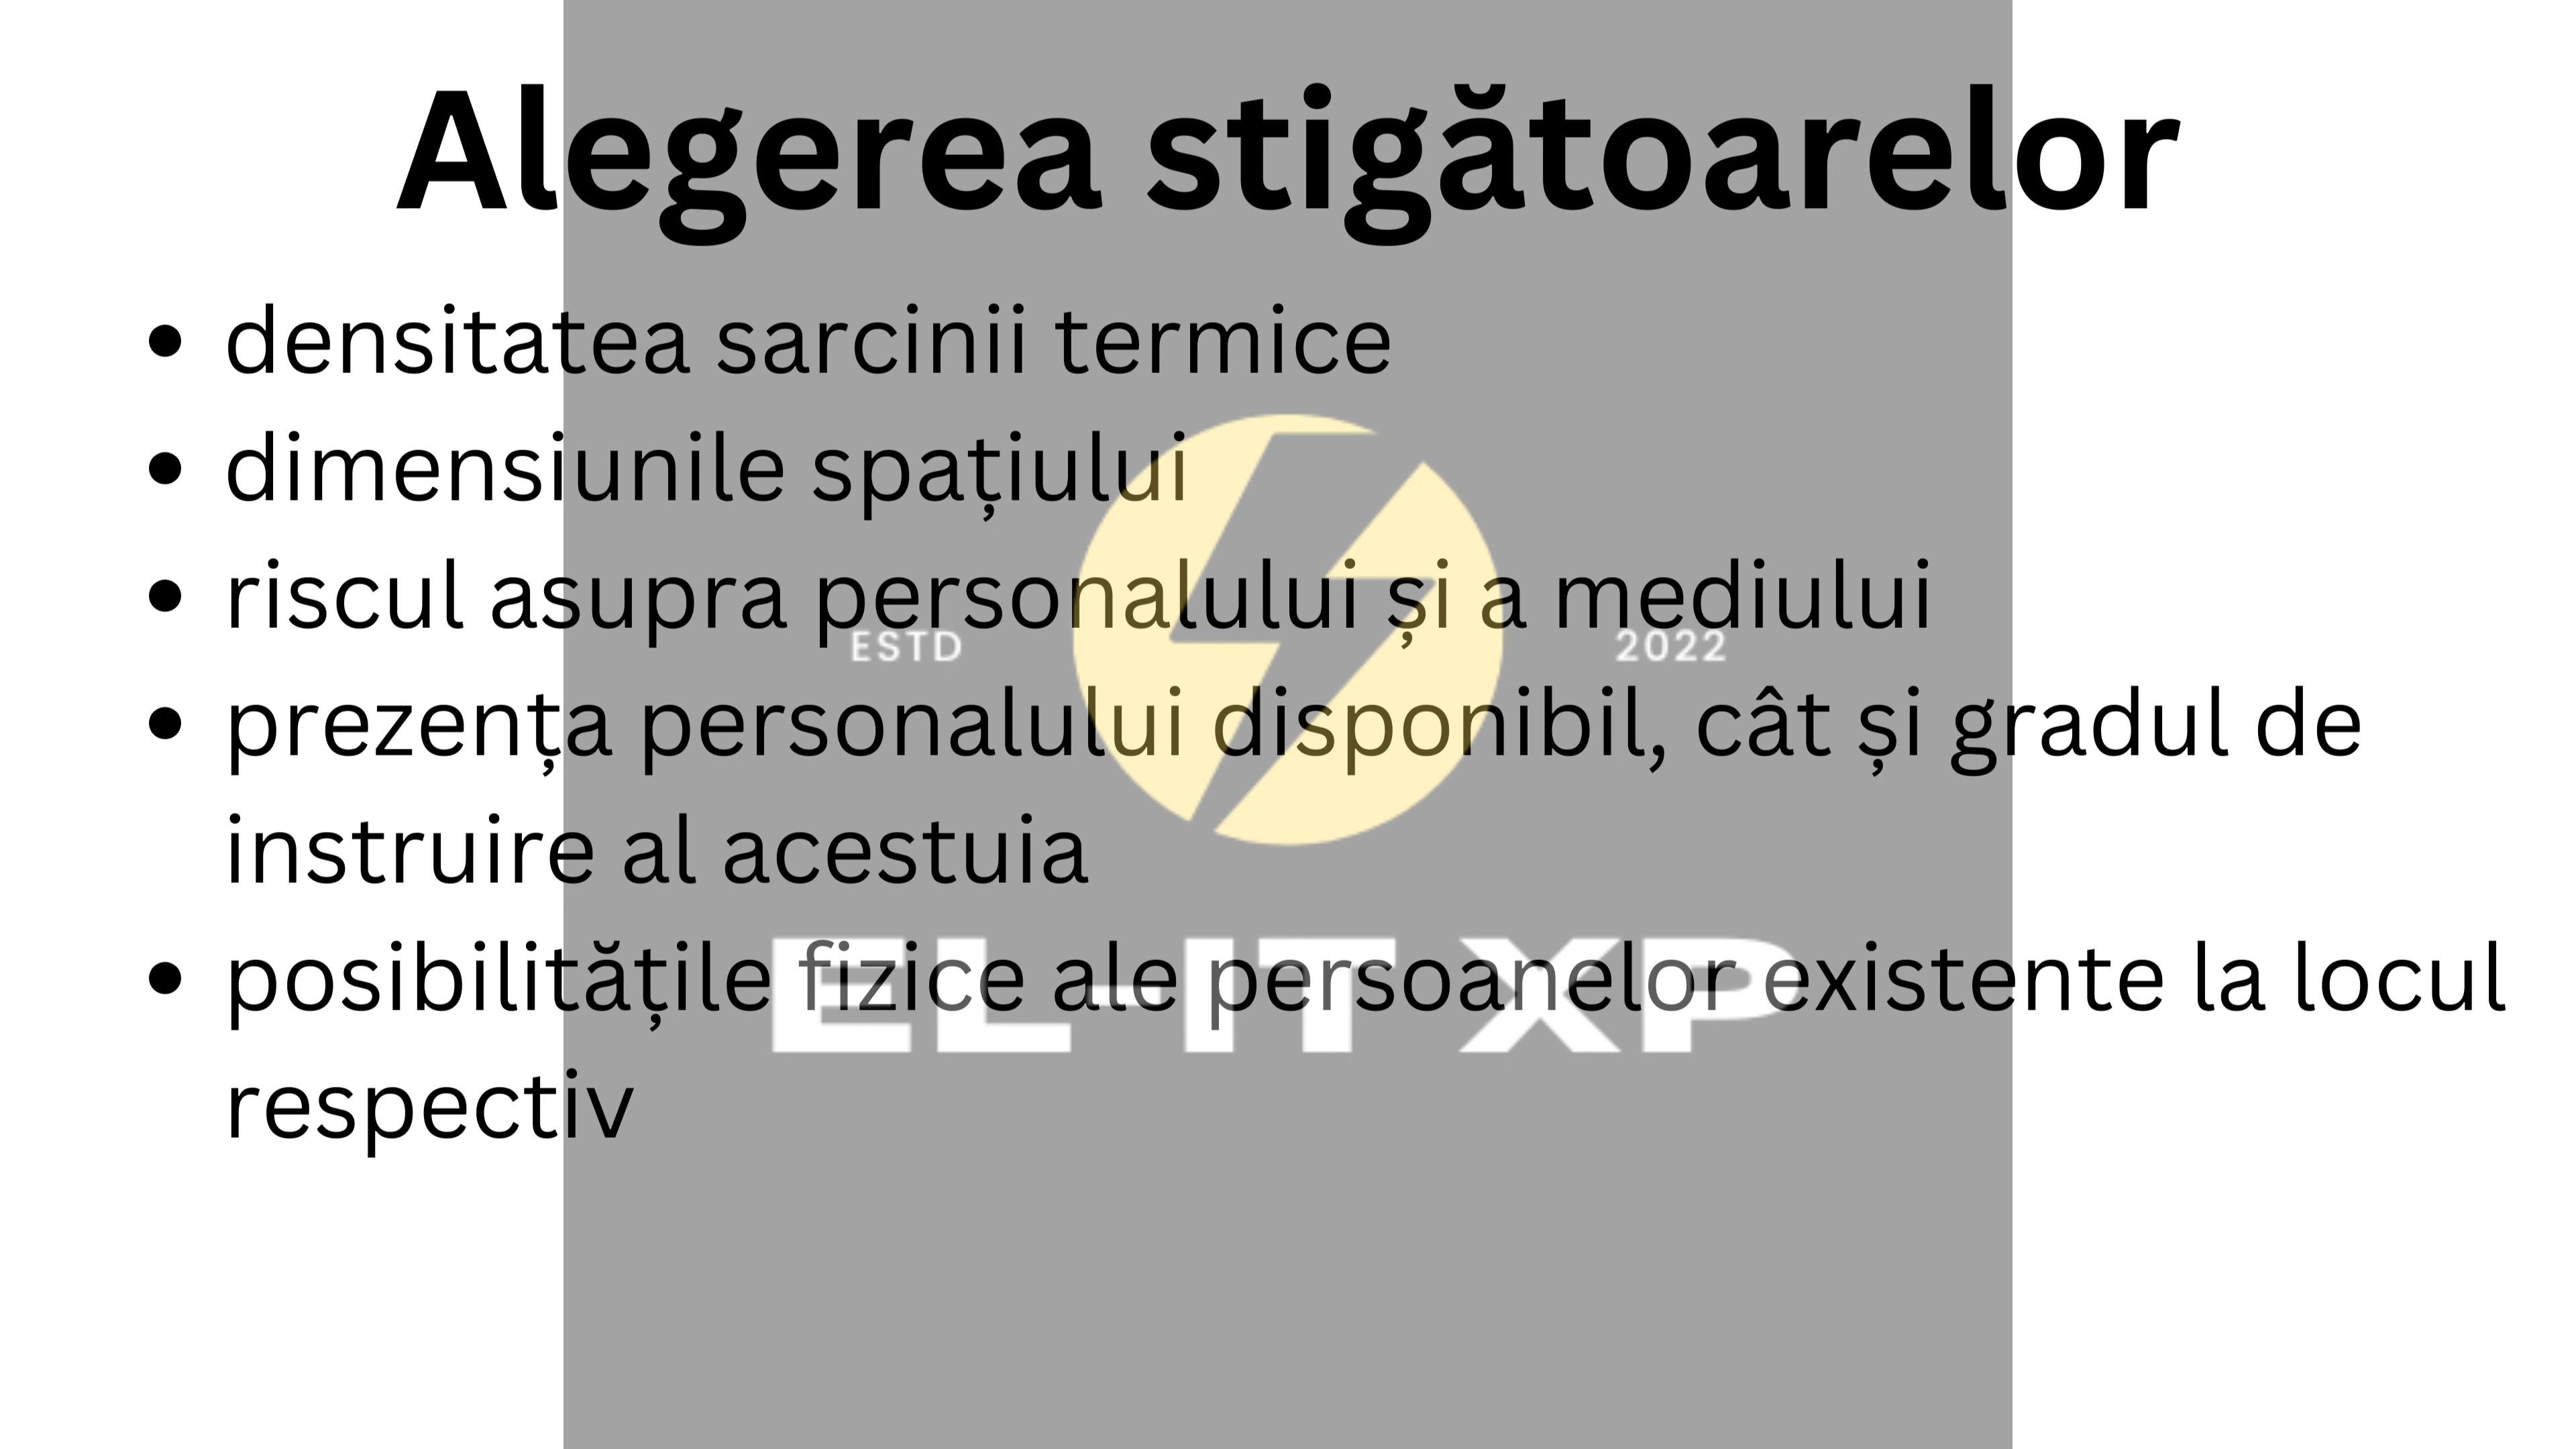 Alegerea stigătoarelor
• densitatea sarcinii termice
• dimensiunile spațiului
• riscul asupra personalului și a mediului
ESTD 2022
• prezența personalului disponibil, cât și gradul de
instruire al acestuia
• posibilitățile fizice ale persoanelor existente la locul
EL-IT XP
respectiv